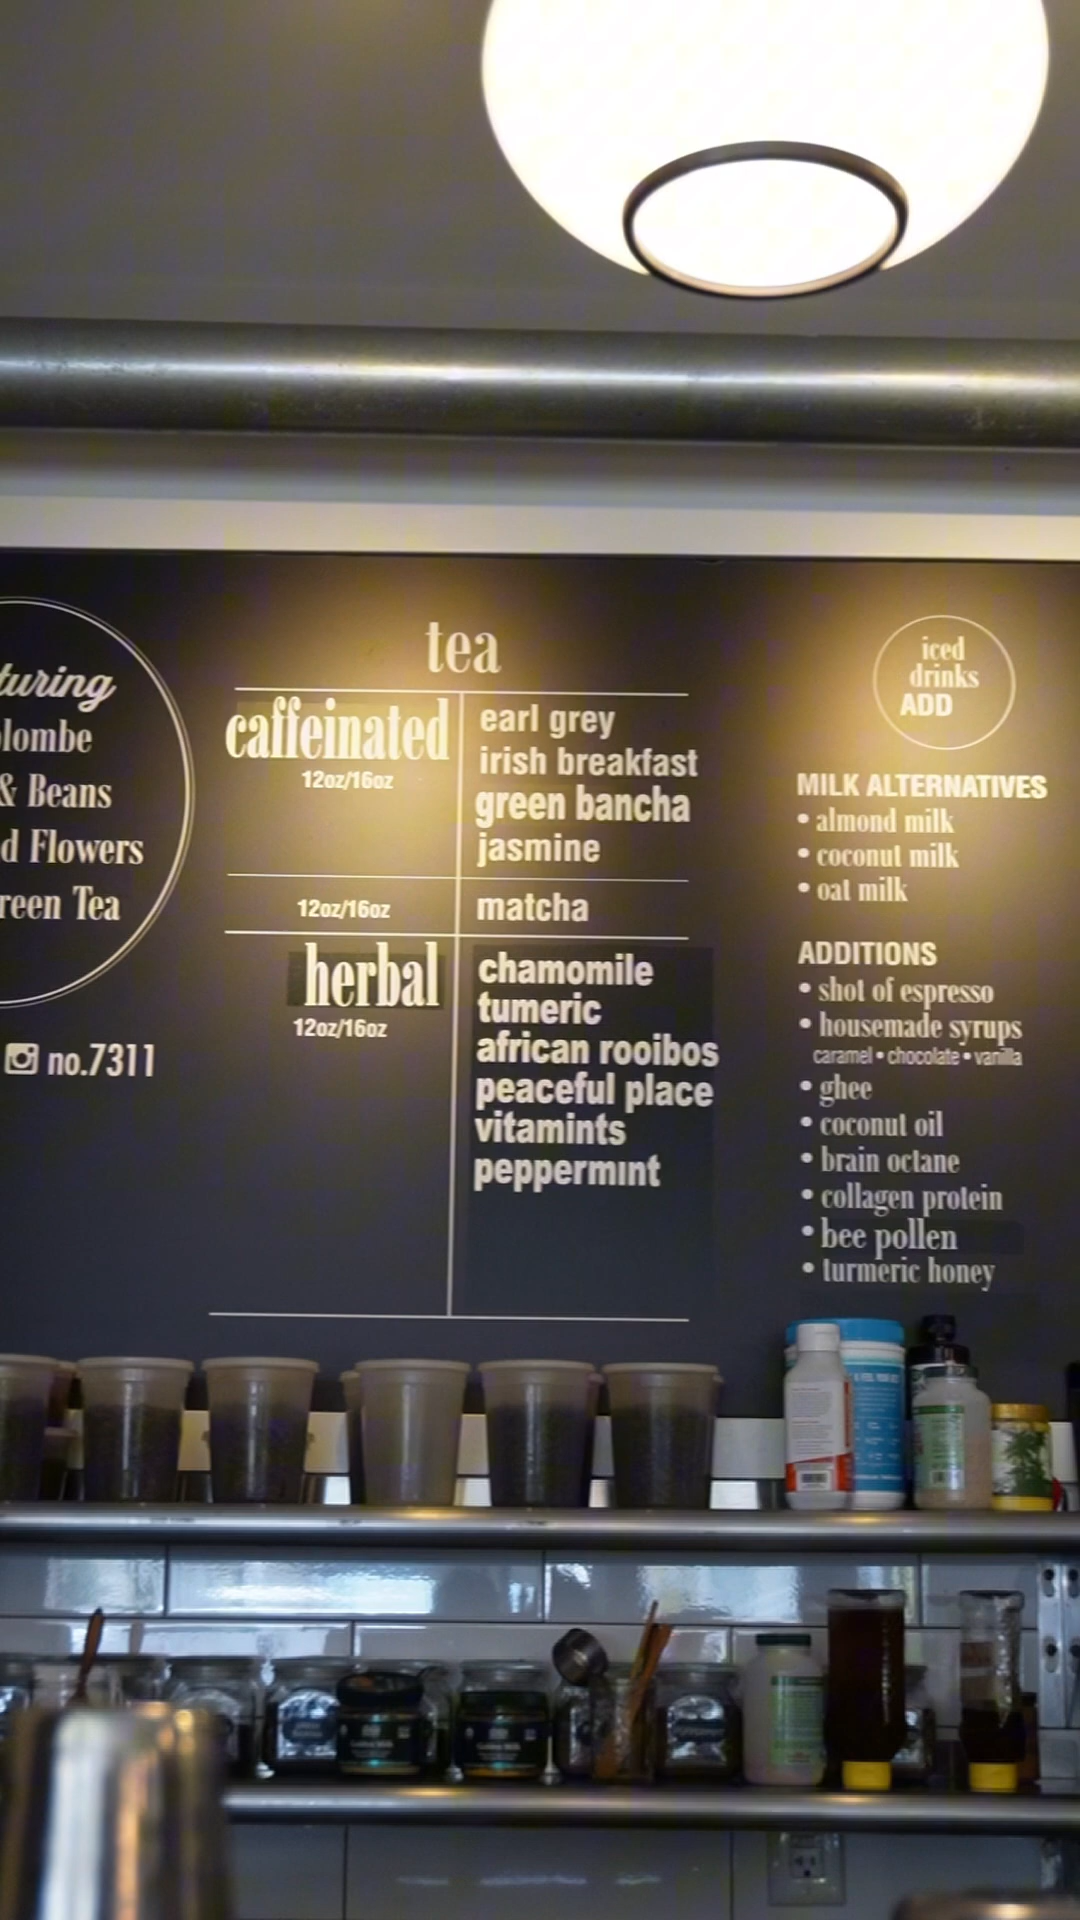 turing
olombe
& Beans
d Flowers
reen Tea
no.7311
tea
caffeinated
12oz/16oz
earl grey
irish breakfast
green bancha
jasmine
12oz/16oz
matcha
herbal
12oz/16oz
chamomile
tumeric
african rooibos
peaceful place
vitamints
peppermint
iced
drinks
ADD
MILK ALTERNATIVES
• almond milk
• coconut milk
• oat milk
ADDITIONS
• shot of espresso
• housemade syrups
caramel • chocolate • vanilla
• ghee
• coconut oil
• brain octane
• collagen protein
• bee pollen
• turmeric honey